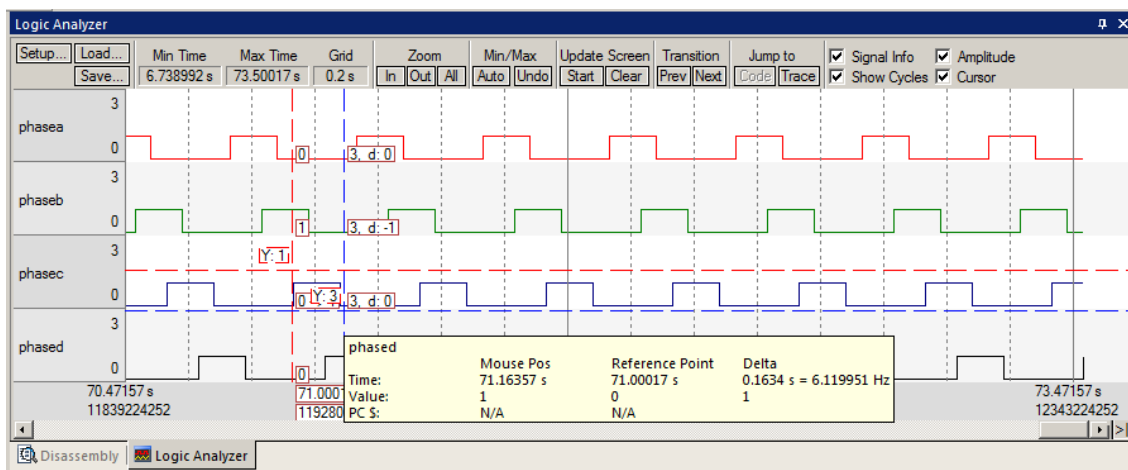 Logic Analyzer
Setup... Load... Min Time Max Time Grid Zoom Min/Max Update Screen Transition Jump to Signal Info Amplitude
Save... 6.738992 s 73.50017 s 0.2 s In Out All Auto Undo Start Clear Prev Next Code Trace Show Cycles Cursor
3
phasea
0 0 3, d: 0
3
phaseb
0 1 3, d: -1
3 Y: 1
phasec
0 0 Y: 3 3, d: 0
3
phased
0 0
phased
Mouse Pos Reference Point Delta
Time: 71.16357 s 71.00017 s 0.1634 s = 6.119951 Hz
Value: 1 0 1
PC $: N/A N/A
70.47157 s 71.0001 73.47157 s
11839224252 119280 12343224252
Disassembly Logic Analyzer